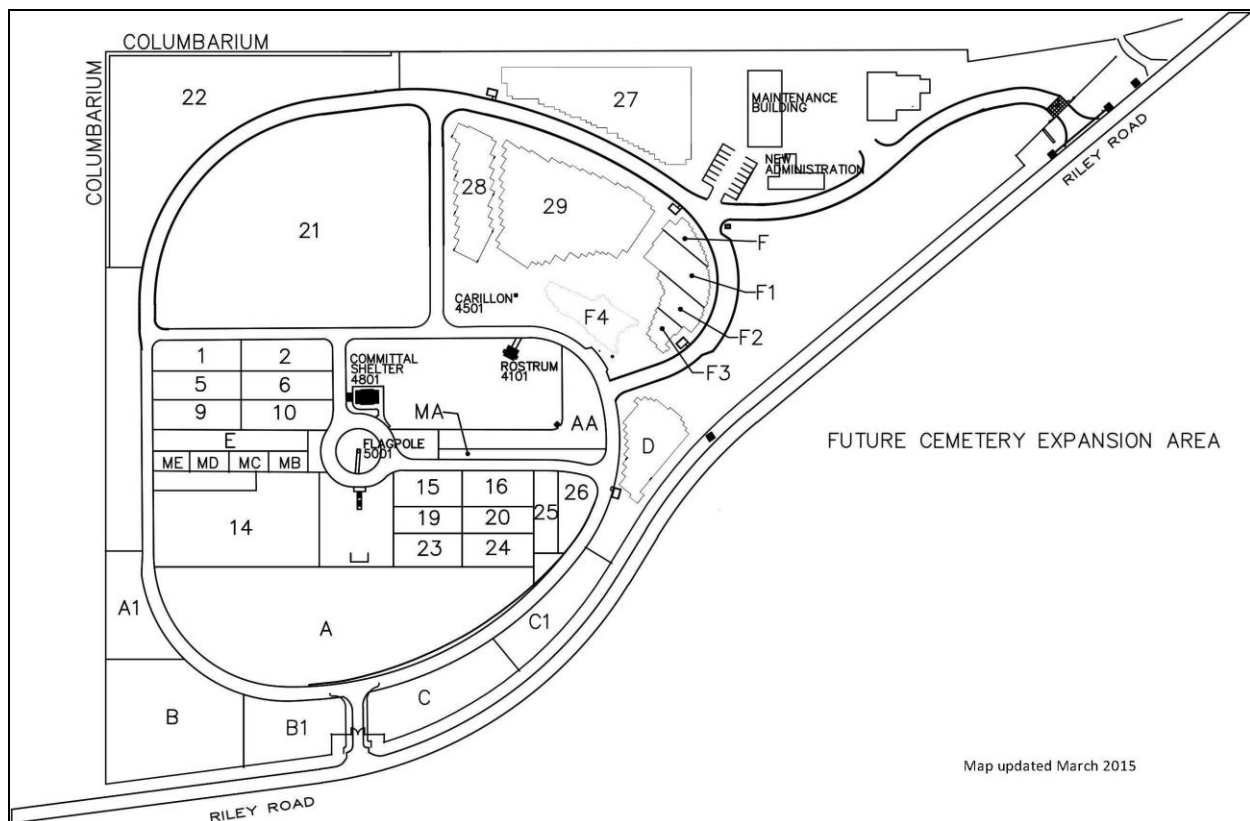 COLUMBARIUM
COLUMBARIUM
22
27
MAINTENANCE
BUILDING
RILEY ROAD
NEW
ADMINISTRATION
28
29
21
F
F1
CARILLON
4501
F4
F2
F3
1
2
COMMITTAL
SHELTER
4801
ROSTRUM
4101
5
6
9
10
MA
AA
E
FLAGPOLE
5001
D
FUTURE CEMETERY EXPANSION AREA
ME
MD
MC
MB
15
16
26
14
19
20
25
23
24
A1
A
C1
B
B1
C
Map updated March 2015
RILEY ROAD